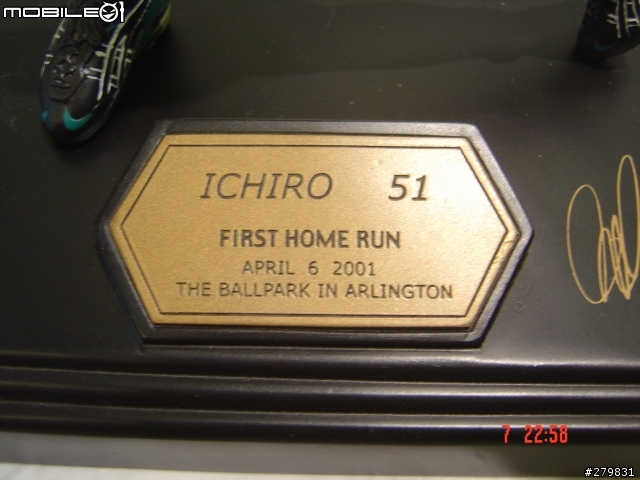 MOBILE01
ICHIRO 51
FIRST HOME RUN
APRIL 6 2001
THE BALLPARK IN ARLINGTON
7 22:58
#279831